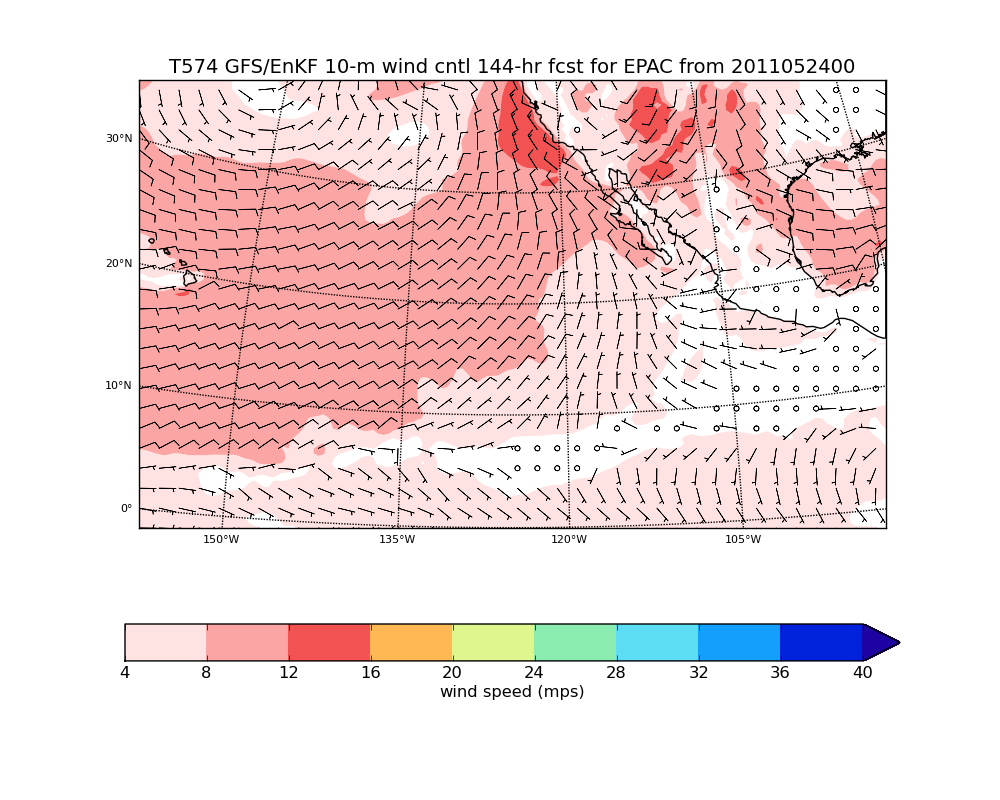 T574 GFS/EnKF 10-m wind cntl 144-hr fcst for EPAC from 2011052400
30°N
20°N
10°N
0°
150°W 135°W 120°W 105°W
4 8 12 16 20 24 28 32 36 40
wind speed (mps)